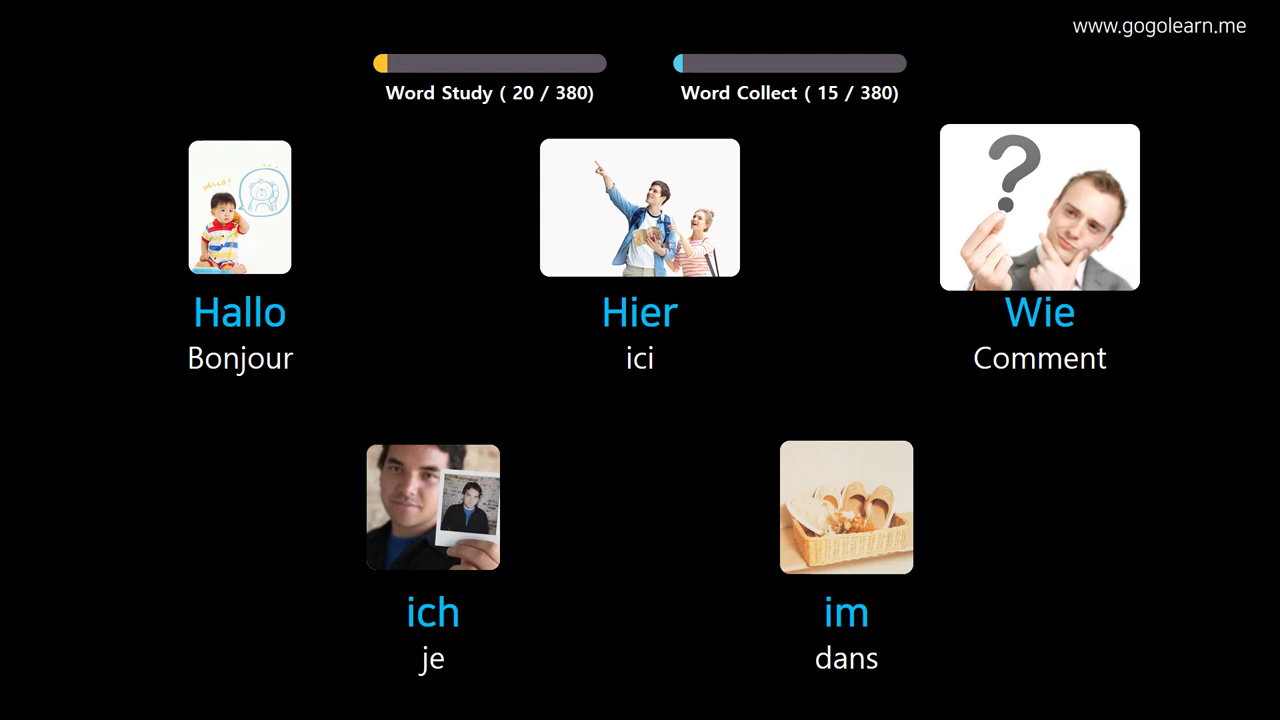 www.gogolearn.me
Word Study ( 20 / 380)
Word Collect ( 15 / 380)
HELLO!
Hallo
Bonjour
Hier
ici
?
Wie
Comment
ich
je
im
dans